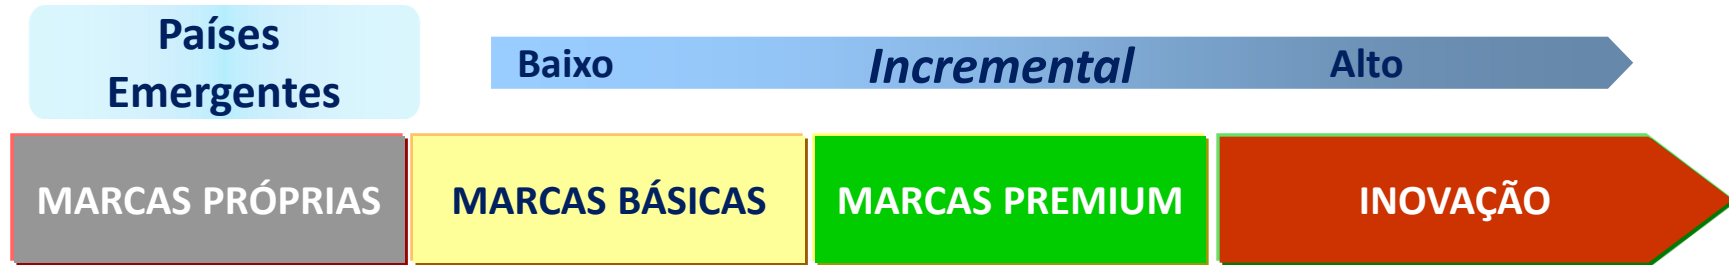 Países
Emergentes
Baixo Incremental Alto
MARCAS PRÓPRIAS MARCAS BÁSICAS MARCAS PREMIUM INOVAÇÃO